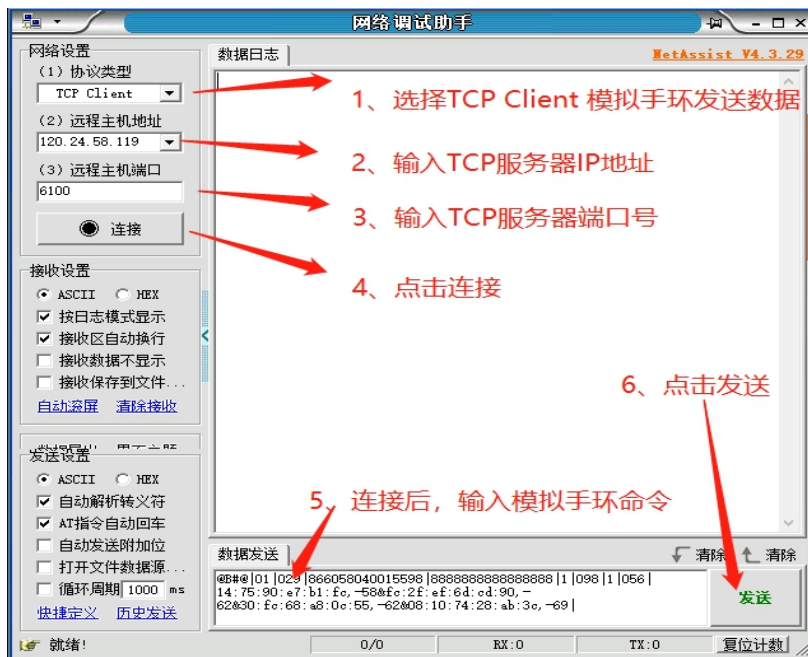 网络调试助手
网络设置
(1) 协议类型
TCP Client
(2) 远程主机地址
120.24.58.119
(3) 远程主机端口
6100
连接
接收设置
ASCII HEX
按日志模式显示
接收区自动换行
接收数据不显示
接收保存到文件...
自动滚屏 清除接收
发送设置
ASCII HEX
自动解析转义符
AT指令自动回车
自动发送附加位
打开文件数据源...
循环周期 1000 ms
快捷定义 历史发送
数据日志
NetAssist V4.3.29
1、选择TCP Client 模拟手环发送数据
2、输入TCP服务器IP地址
3、输入TCP服务器端口号
4、点击连接
6、点击发送
5、连接后，输入模拟手环命令
数据发送
清除 清除
@B#@|01|029|866058040015598|8888888888888888|1|098|1|056|
14:75:90:e7:b1:fc,-58&fc:2f:ef:6d:cd:90,-
62&30:fc:68:a8:0c:55,-62&08:10:74:28:ab:3c,-69|
发送
就绪!
0/0
RX:0
TX:0
复位计数